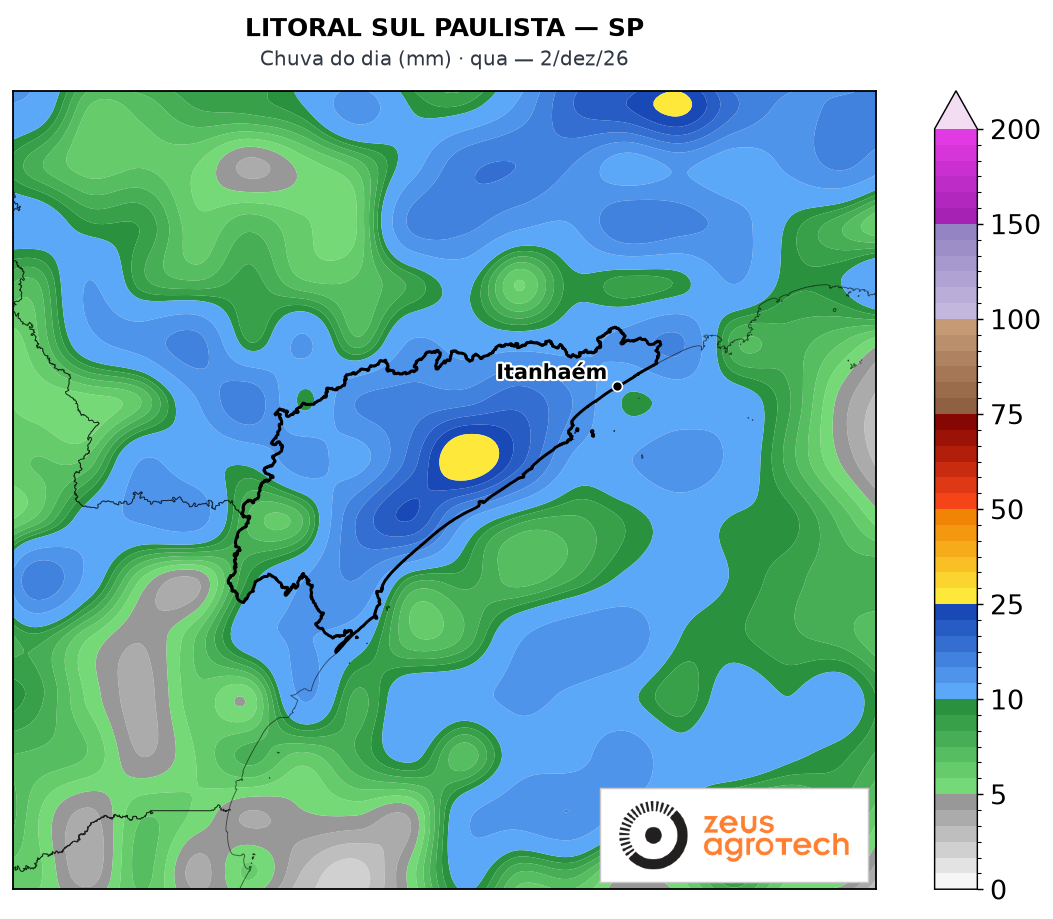 LITORAL SUL PAULISTA — SP
Chuva do dia (mm) · qua — 2/dez/26
200
150
100
75
50
25
10
5
0
Itanhaém
zeus
agrotech